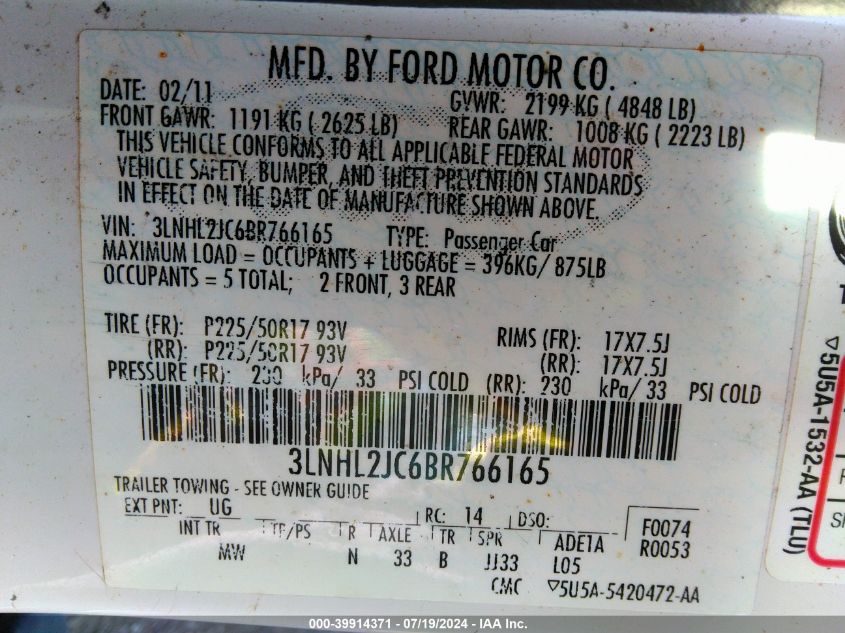 MFD. BY FORD MOTOR CO.
DATE: 02/11 GVWR: 2199 KG ( 4848 LB)
FRONT GAWR: 1191 KG ( 2625 LB) REAR GAWR: 1008 KG ( 2223 LB)
THIS VEHICLE CONFORMS TO ALL APPLICABLE FEDERAL MOTOR
VEHICLE SAFETY, BUMPER, AND THEFT PREVENTION STANDARDS
IN EFFECT ON THE DATE OF MANUFACTURE SHOWN ABOVE.
VIN: 3LNHL2JC6BR766165 TYPE: Passenger Car
MAXIMUM LOAD = OCCUPANTS + LUGGAGE = 396KG/ 875LB
OCCUPANTS = 5 TOTAL; 2 FRONT, 3 REAR
TIRE (FR): P225/50R17 93V RIMS (FR): 17X7.5J
(RR): P225/50R17 93V (RR): 17X7.5J
PRESSURE (FR): 230 kPa/ 33 PSI COLD (RR): 230 kPa/ 33 PSI COLD
3LNHL2JC6BR766165
TRAILER TOWING - SEE OWNER GUIDE
EXT PNT: UG RC: 14 DSO: F0074
INT TR TP/PS R AXLE TR SPR ADE1A R0053
MW N 33 B JJ33 L05
CMC ▽5U5A-5420472-AA
▽5U5A-1532-AA (TLU)
000-39914371 - 07/19/2024 - IAA Inc.